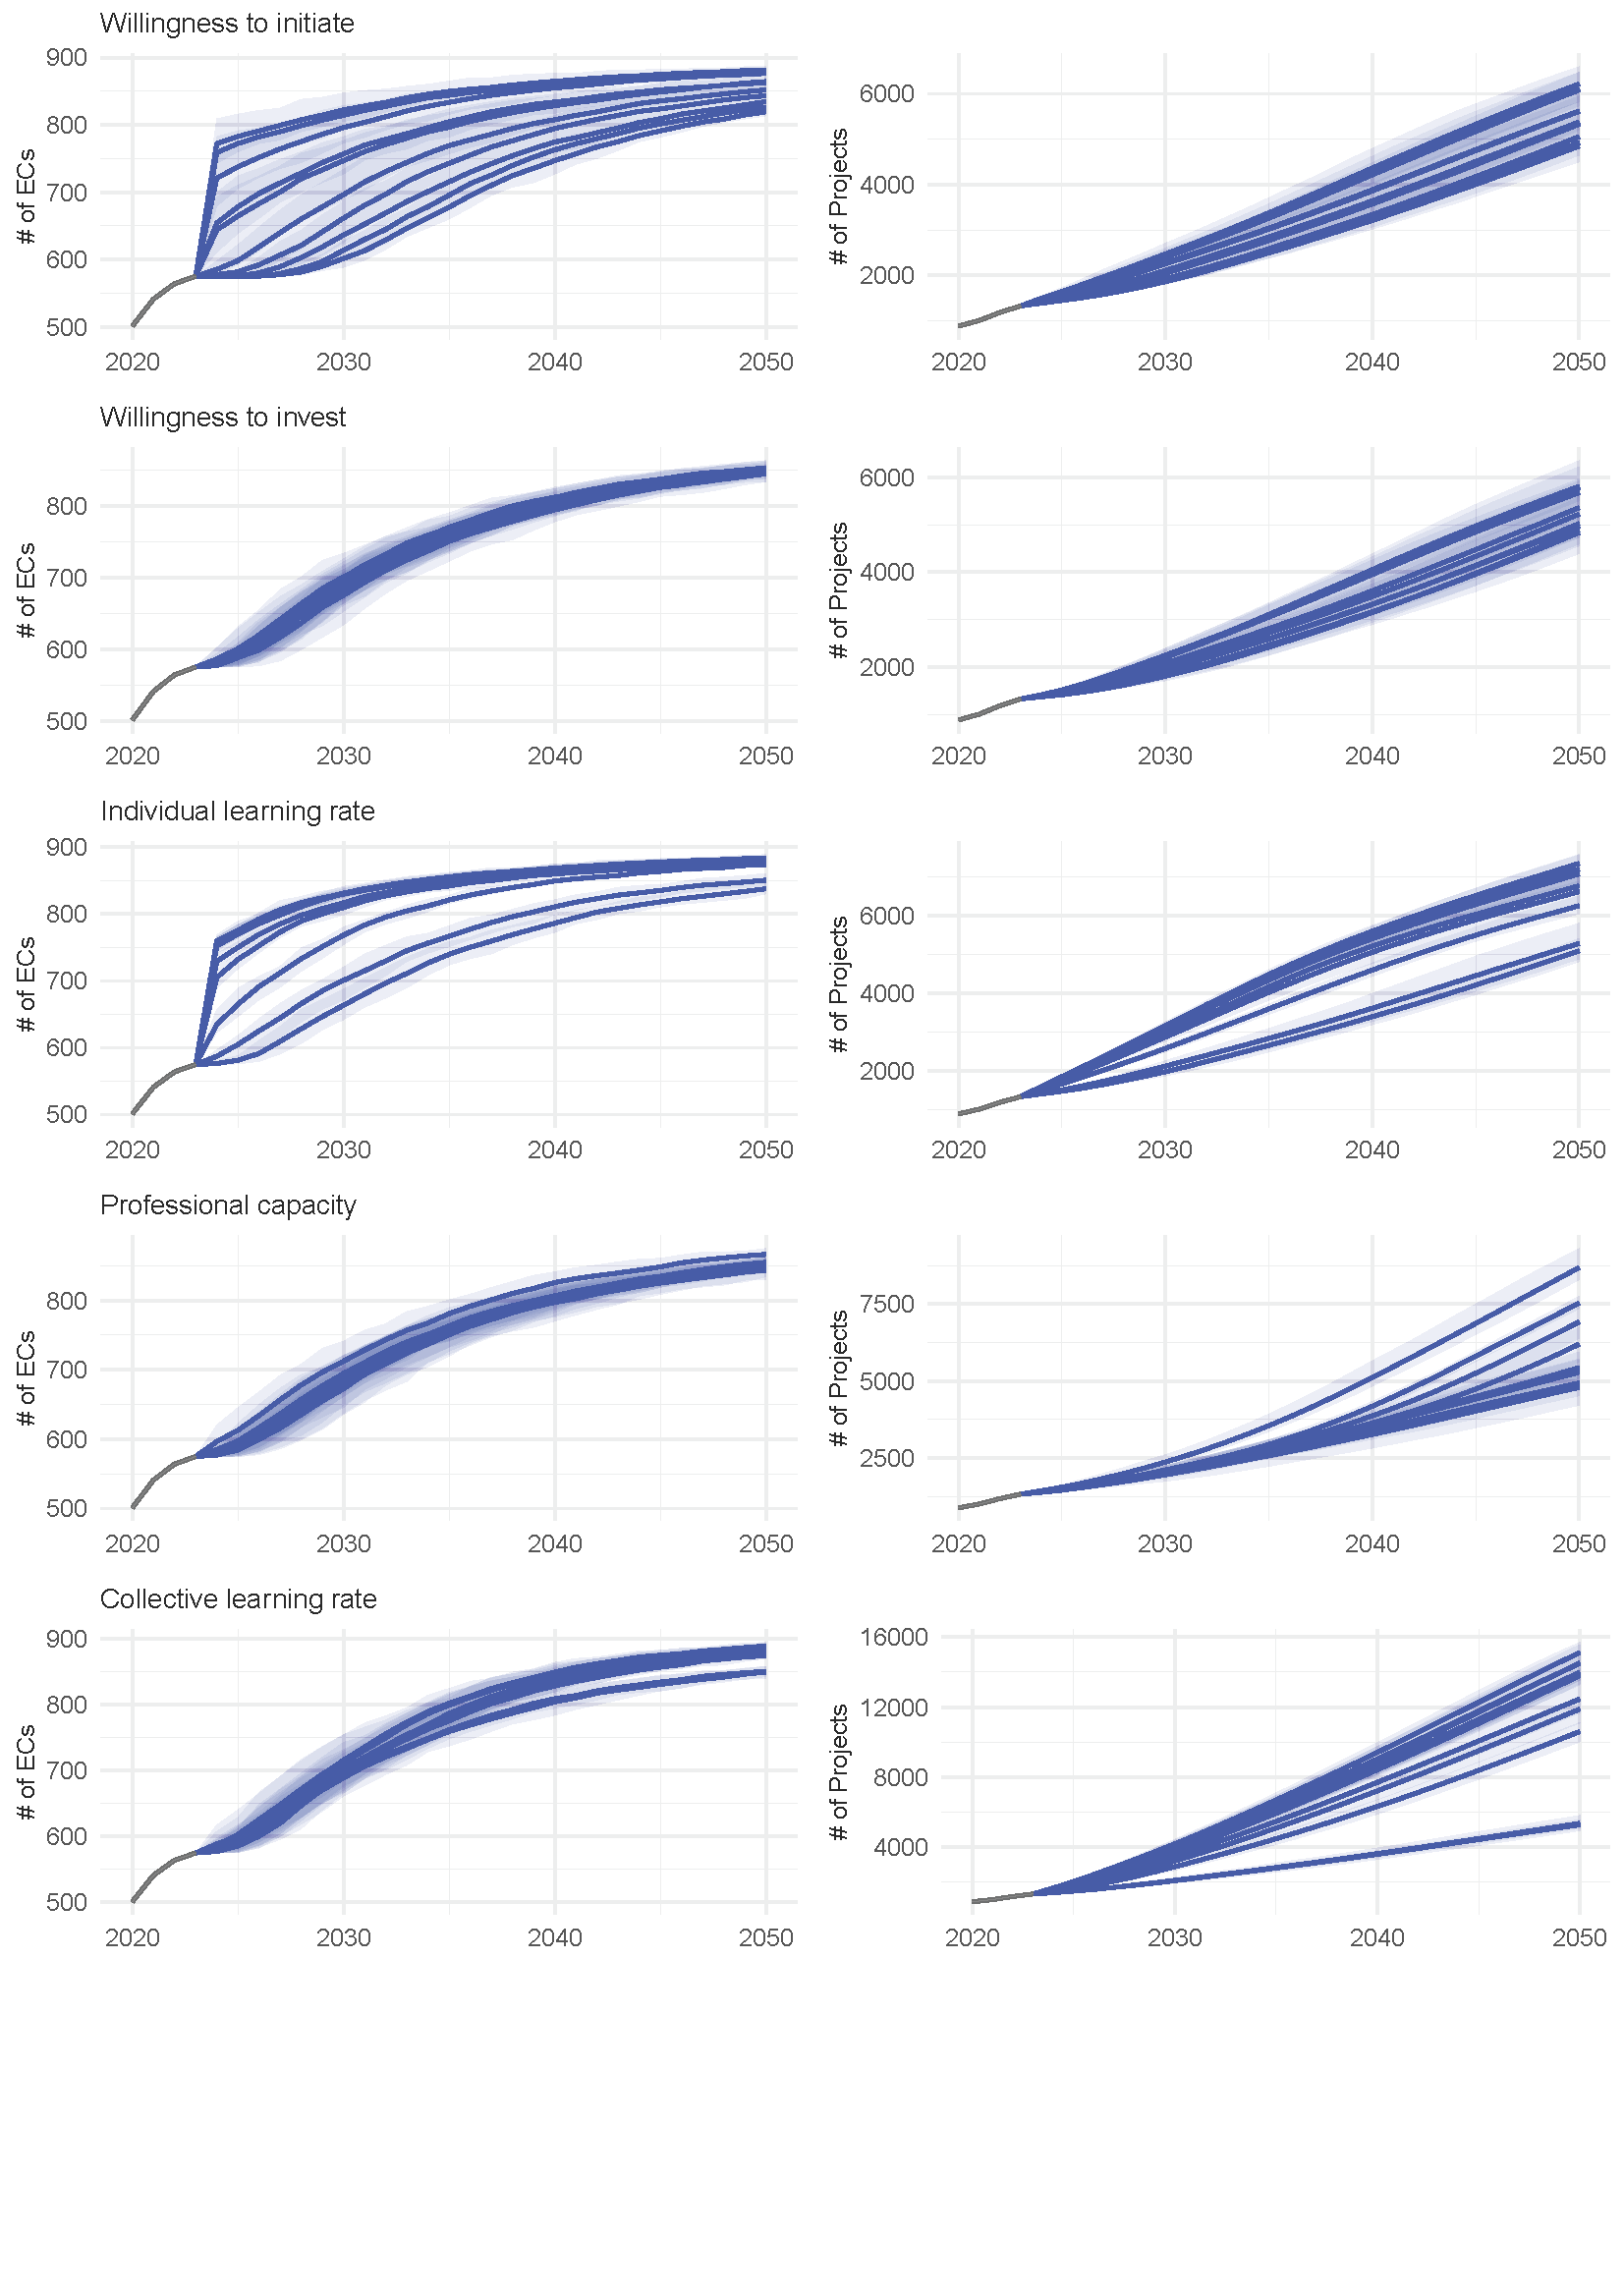 Willingness to initiate
900
800
700
600
500
# of ECs
2020 2030 2040 2050
6000
4000
2000
# of Projects
2020 2030 2040 2050
Willingness to invest
800
700
600
500
# of ECs
2020 2030 2040 2050
6000
4000
2000
# of Projects
2020 2030 2040 2050
Individual learning rate
900
800
700
600
500
# of ECs
2020 2030 2040 2050
6000
4000
2000
# of Projects
2020 2030 2040 2050
Professional capacity
800
700
600
500
# of ECs
2020 2030 2040 2050
7500
5000
2500
# of Projects
2020 2030 2040 2050
Collective learning rate
900
800
700
600
500
# of ECs
2020 2030 2040 2050
16000
12000
8000
4000
# of Projects
2020 2030 2040 2050